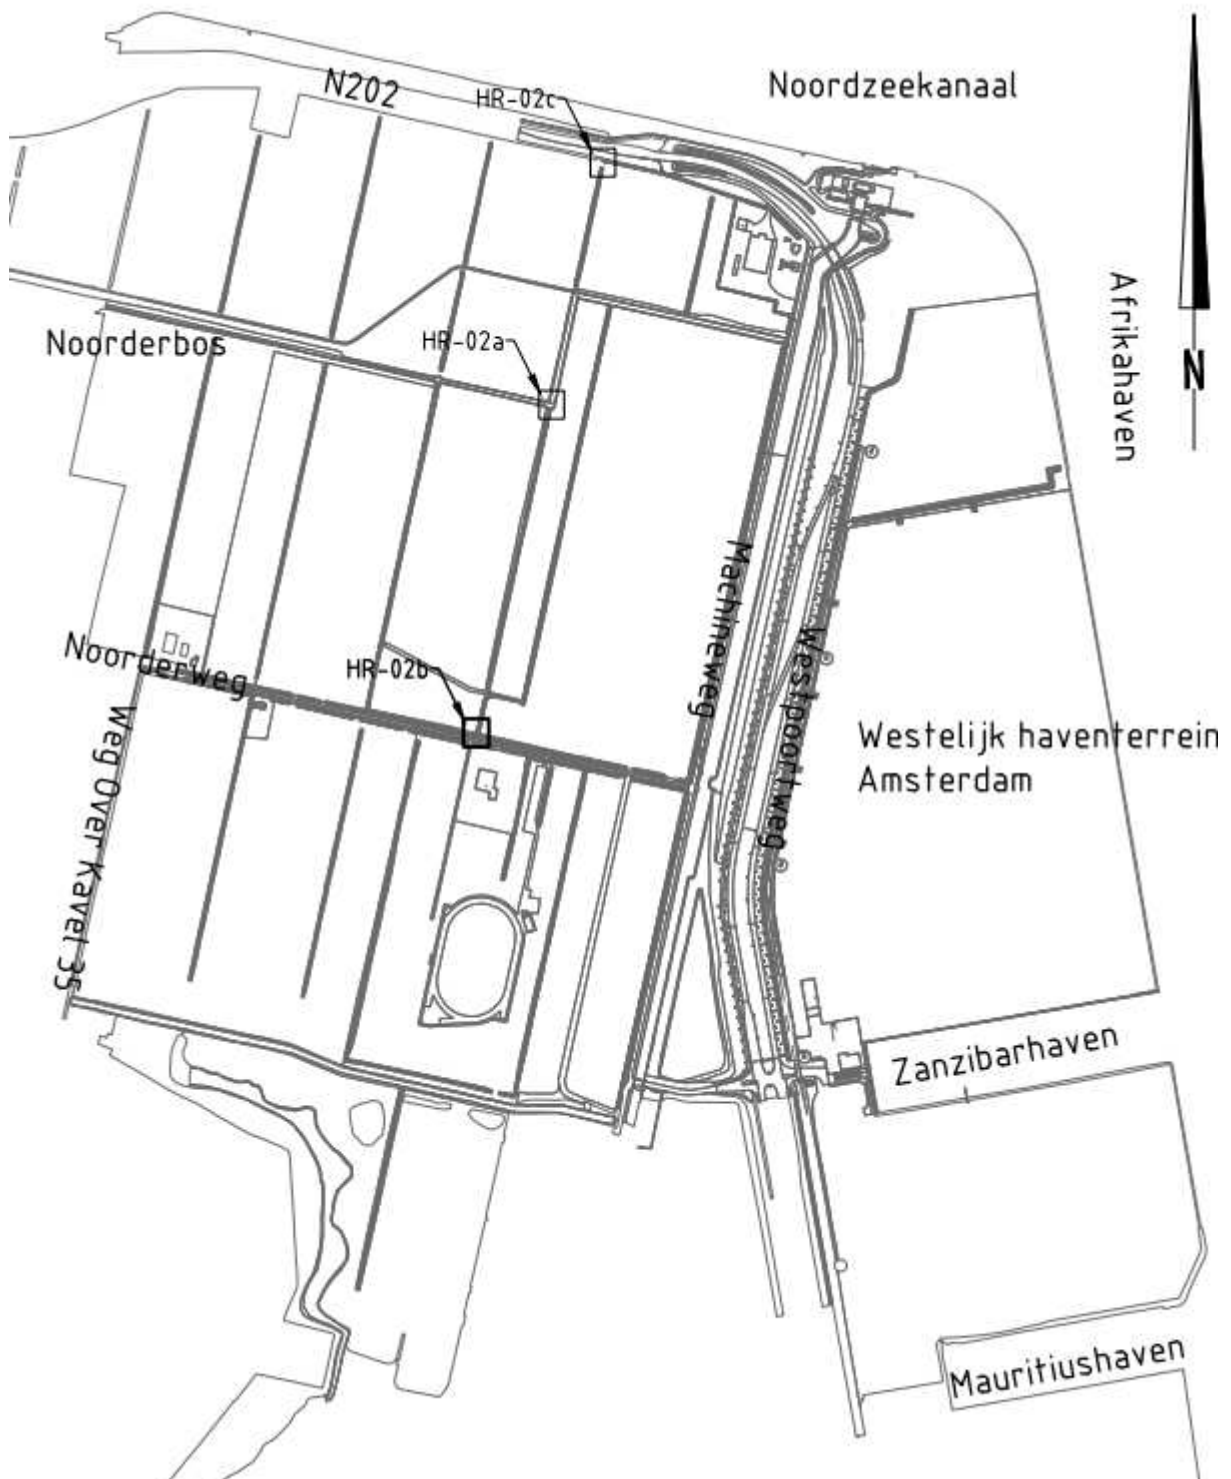 N202
HR-02c
Noordzeekanaal
Afrikahaven
HR-02a
Noorderbos
N
Machineweg
Westpoortweg
HR-02b
Noorderweg
Weg Over Kavel 35
Westelijk haventerrein
Amsterdam
Zanzibarhaven
Mauritiushaven